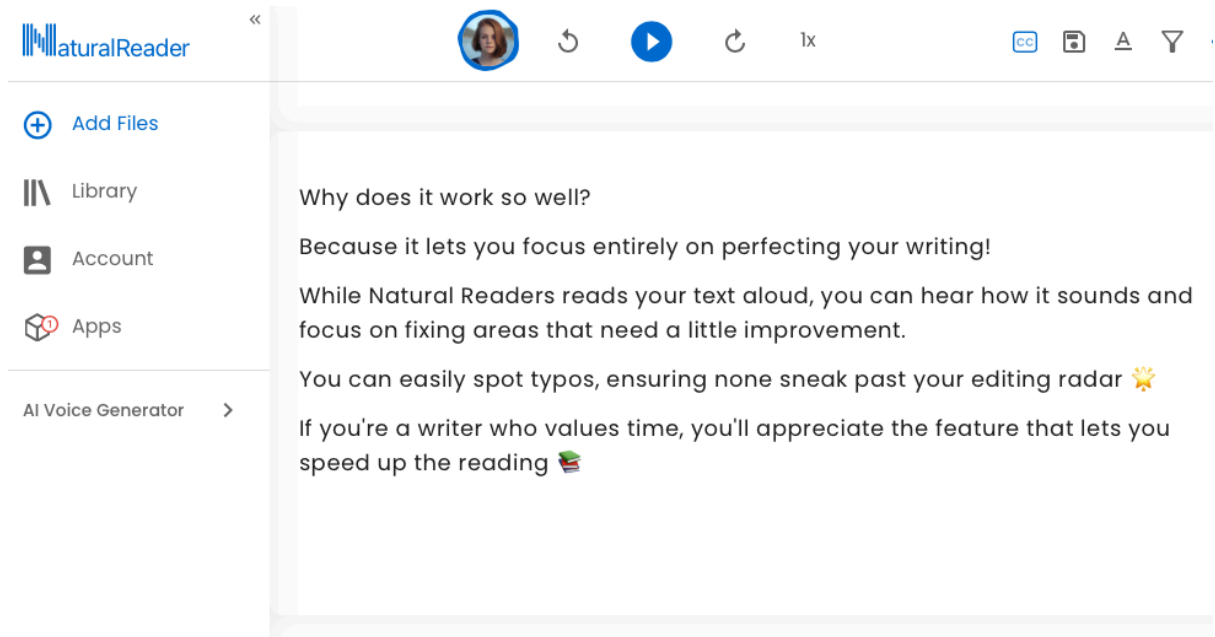 NaturalReader
«
1x
CC
A
Add Files
Library
Account
1
Apps
AI Voice Generator
Why does it work so well?
Because it lets you focus entirely on perfecting your writing!
While Natural Readers reads your text aloud, you can hear how it sounds and
focus on fixing areas that need a little improvement.
You can easily spot typos, ensuring none sneak past your editing radar 🌟
If you're a writer who values time, you'll appreciate the feature that lets you
speed up the reading 📚